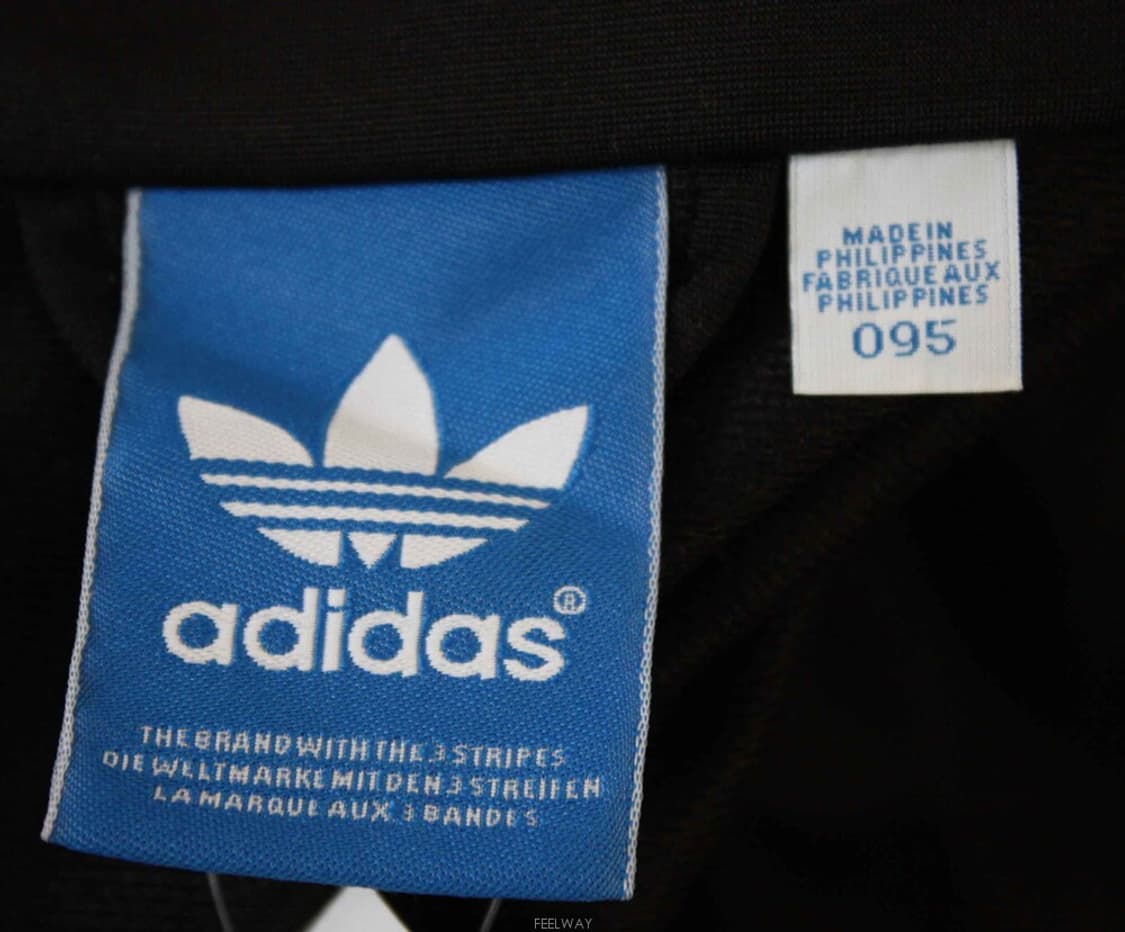 adidas®
THE BRAND WITH THE 3 STRIPES
DIE WELTMARKE MIT DEN 3 STREIFEN
LA MARQUE AUX 3 BANDES
MADE IN
PHILIPPINES
FABRIQUE AUX
PHILIPPINES
095
FEELWAY